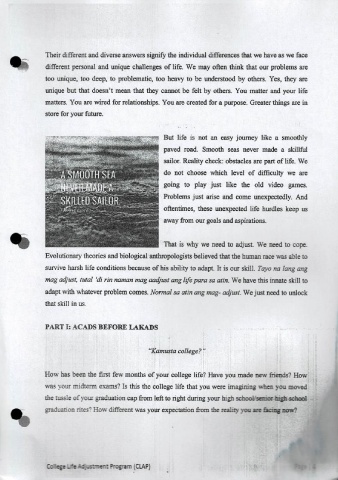 Their different and diverse answers signify the individual differences that we have as we face
different personal and unique challenges of life. We may often think that our problems are
too unique, too deep, to problematic, too heavy to be understood by others. Yes, they are
unique but that doesn't mean that they cannot be felt by others. You matter and your life
matters. You are wired for relationships. You are created for a purpose. Greater things are in
store for your future.
A SMOOTH SEA
NEVER MADE A
SKILLED SAILOR
But life is not an easy journey like a smoothly
paved road. Smooth seas never made a skillful
sailor. Reality check: obstacles are part of life. We
do not choose which level of difficulty we are
going to play just like the old video games.
Problems just arise and come unexpectedly. And
oftentimes, these unexpected life hurdles keep us
away from our goals and aspirations.
That is why we need to adjust. We need to cope.
Evolutionary theories and biological anthropologists believed that the human race was able to
survive harsh life conditions because of his ability to adapt. It is our skill. Tayo na lang ang
mag adjust, tutal 'di rin naman mag aadjust ang life para sa atin. We have this innate skill to
adapt with whatever problem comes. Normal sa atin ang mag- adjust. We just need to unlock
that skill in us.
PART I: ACADS BEFORE LAKADS
"Kamusta college?"
How has been the first few months of your college life? Have you made new friends? How
was your midterm exams? Is this the college life that you were imagining when you moved
the tassle of your graduation cap from left to right during your high school/senior high school
graduation rites? How different was your expectation from the reality you are facing now?
College Life Adjustment Program (CLAP)